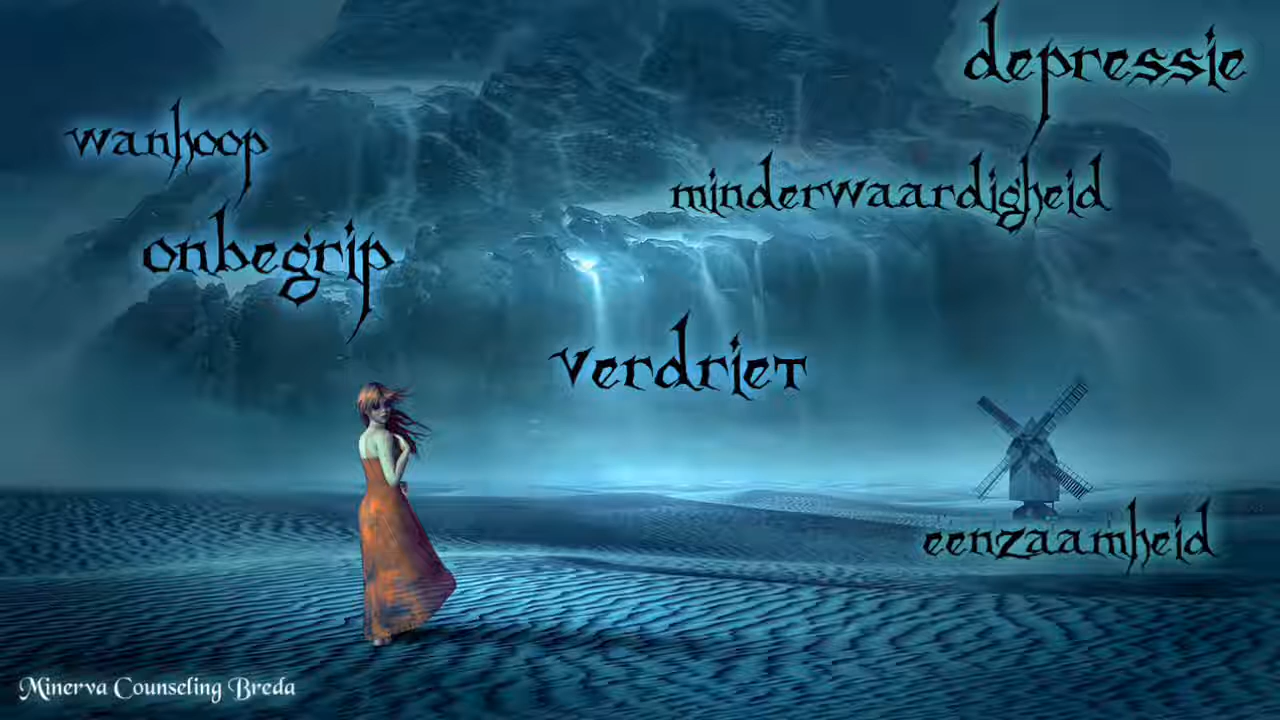 depressie
wanhoop
minderwaardigheid
onbegrip
verdriet
eenzaamheid
Minerva Counseling Breda